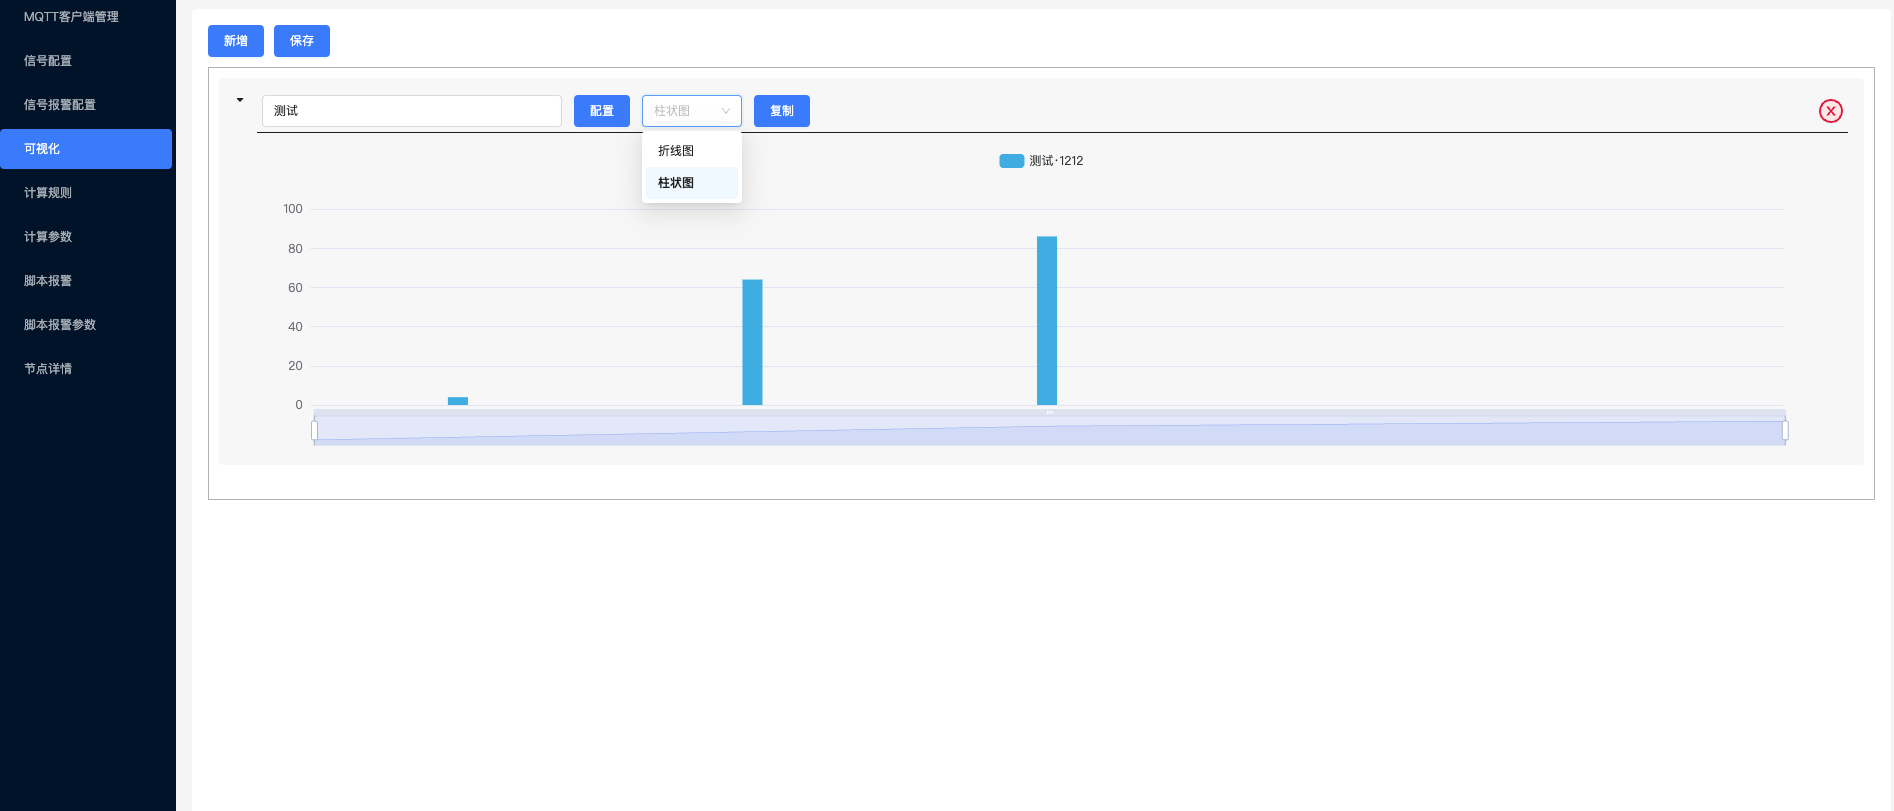 MQTT客户端管理
信号配置
信号报警配置
可视化
计算规则
计算参数
脚本报警
脚本报警参数
节点详情
新增 保存
测试 配置 柱状图 复制
折线图
柱状图
测试·1212
100
80
60
40
20
0